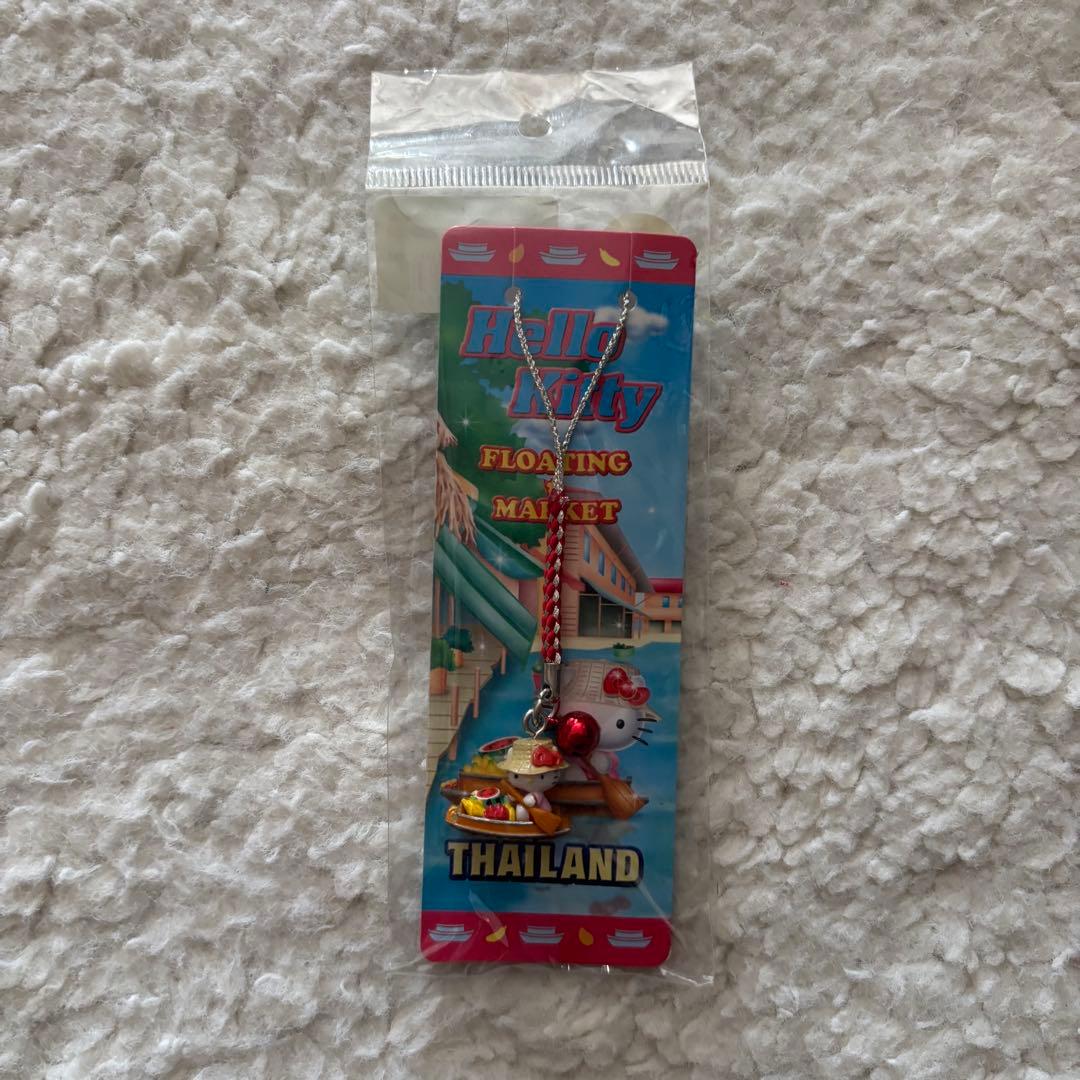 Hello
Kitty
FLOATING
MARKET
THAILAND